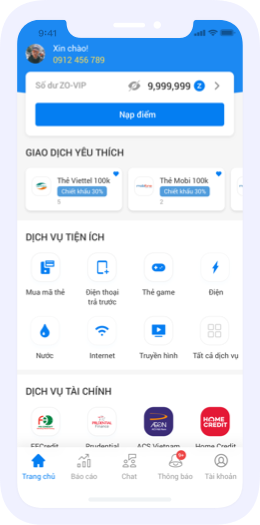 9:41
Xin chào!
0912 456 789
Số dư ZO-VIP 9,999,999 Z
Nạp điểm
GIAO DỊCH YÊU THÍCH
Thẻ Viettel 100k
Chiết khấu 30%
5
Thẻ Mobi 100k
Chiết khấu 30%
2
DỊCH VỤ TIỆN ÍCH
Mua mã thẻ
Điện thoại
trả trước
Thẻ game
Điện
Nước
Internet
Truyền hình
Tất cả dịch vụ
DỊCH VỤ TÀI CHÍNH
AEON
HOME
CREDIT
FECredit
Prudential
ACS Vietnam
Home Credit
Trang chủ
Báo cáo
Chat
Thông báo
Tài khoản